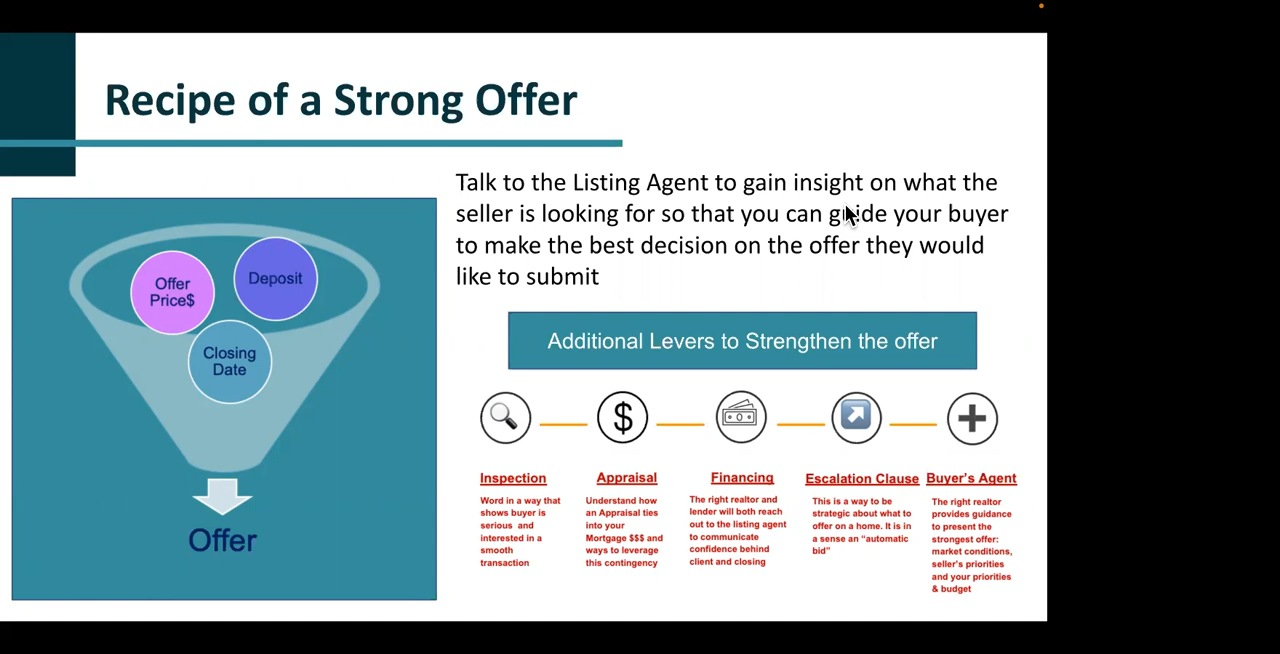 Recipe of a Strong Offer
Talk to the Listing Agent to gain insight on what the
seller is looking for so that you can guide your buyer
to make the best decision on the offer they would
like to submit
Offer
Price$
Deposit
Closing
Date
Offer
Additional Levers to Strengthen the offer
$
Inspection
Word in a way that
shows buyer is
serious and
interested in a
smooth
transaction
Appraisal
Understand how
an Appraisal ties
into your
Mortgage $$$ and
ways to leverage
this contingency
Financing
The right realtor and
lender will both reach
out to the listing agent
to communicate
confidence behind
client and closing
Escalation Clause
This is a way to be
strategic about what to
offer on a home. It is in
a sense an “automatic
bid”
Buyer’s Agent
The right realtor
provides guidance
to present the
strongest offer:
market conditions,
seller’s priorities
and your priorities
& budget